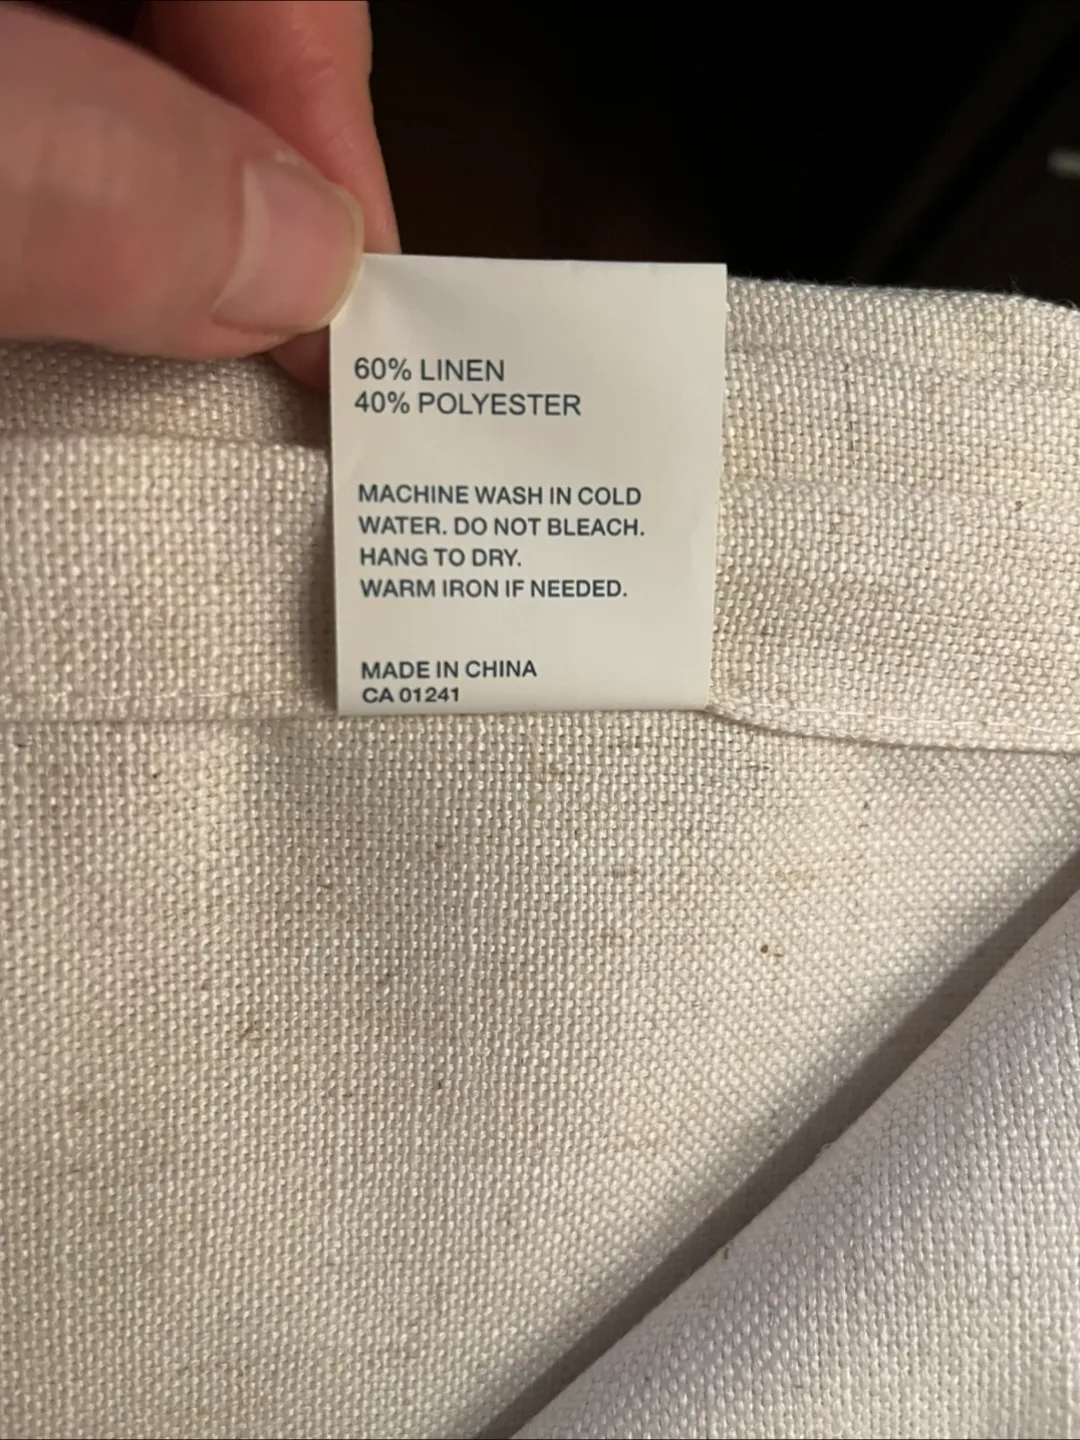 60% LINEN
40% POLYESTER
MACHINE WASH IN COLD
WATER. DO NOT BLEACH.
HANG TO DRY.
WARM IRON IF NEEDED.
MADE IN CHINA
CA 01241